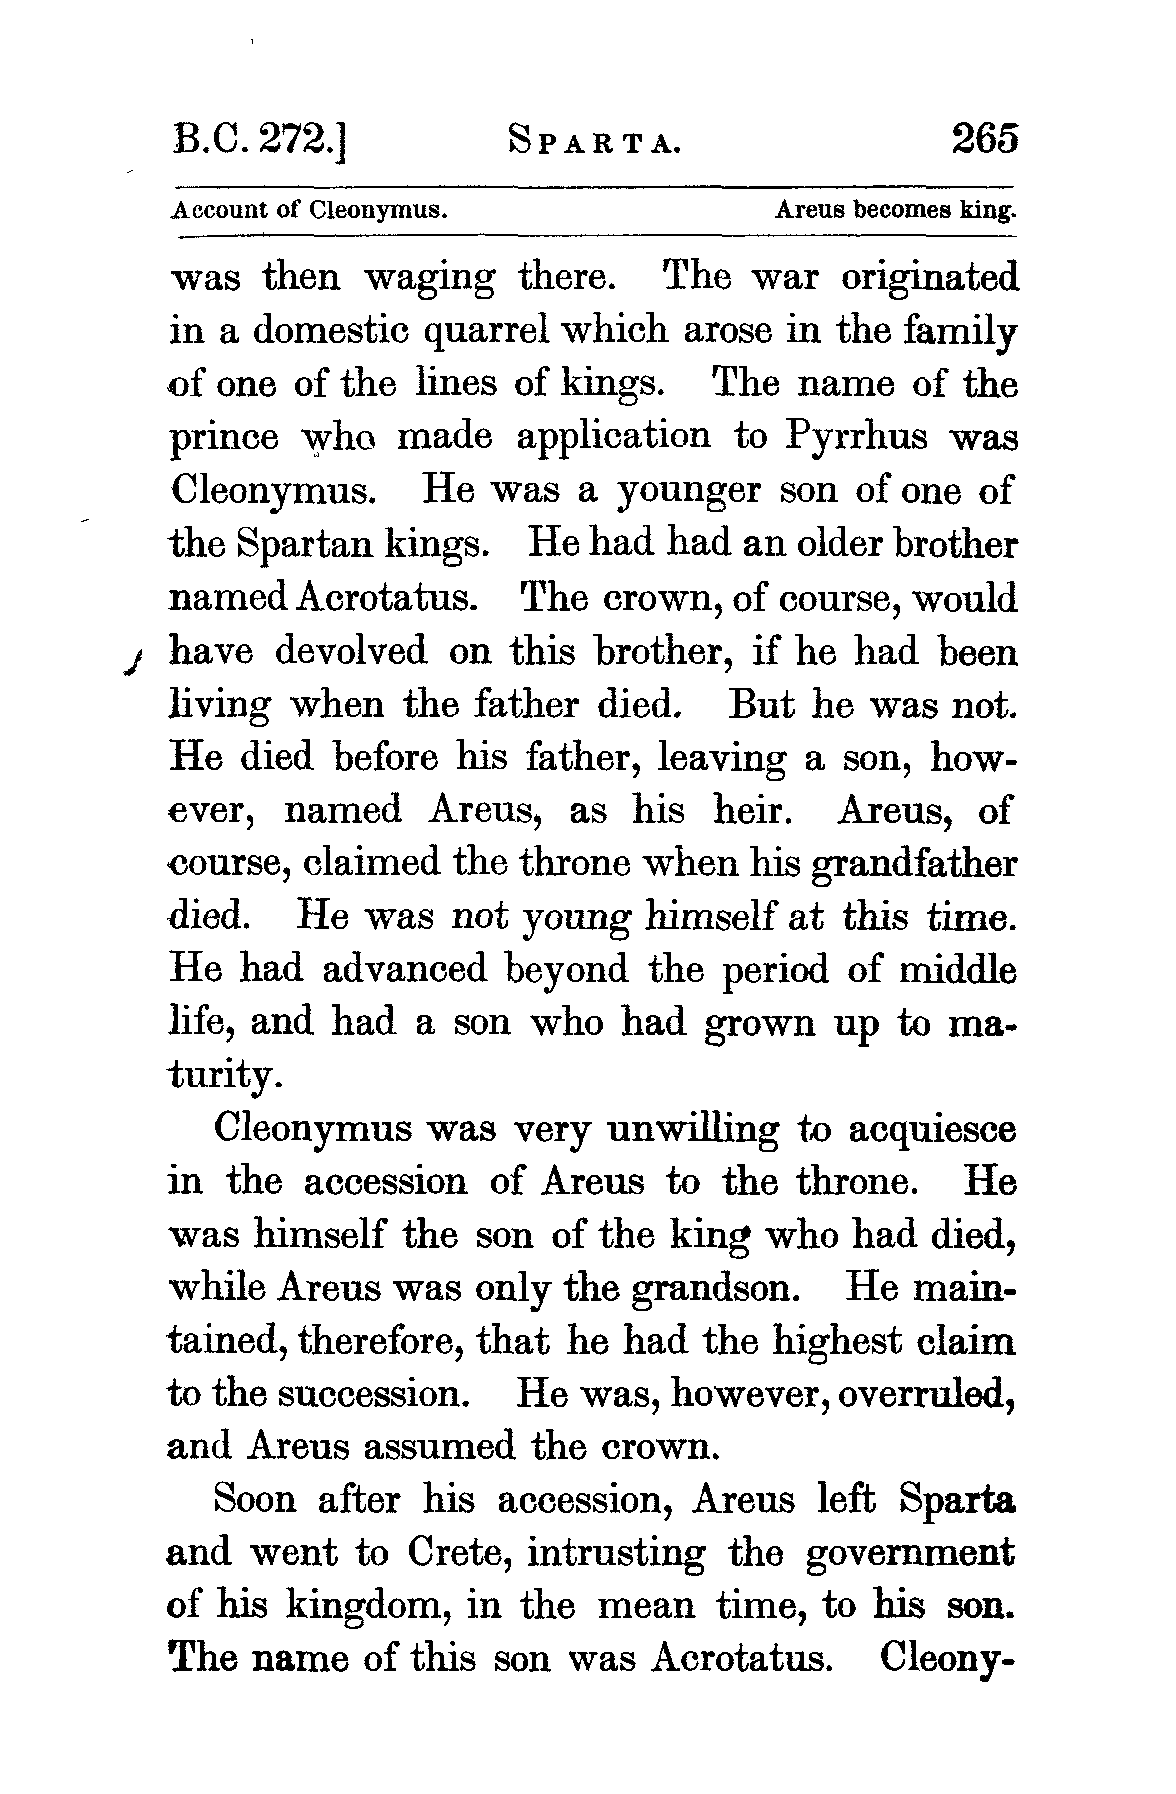 B.C. 272.] SPARTA. 265
Account of Cleonymus. Areus becomes king.
was then waging there. The war originated
in a domestic quarrel which arose in the family
of one of the lines of kings. The name of the
prince who made application to Pyrrhus was
Cleonymus. He was a younger son of one of
the Spartan kings. He had had an older brother
named Acrotatus. The crown, of course, would
have devolved on this brother, if he had been
living when the father died. But he was not.
He died before his father, leaving a son, how-
ever, named Areus, as his heir. Areus, of
course, claimed the throne when his grandfather
died. He was not young himself at this time.
He had advanced beyond the period of middle
life, and had a son who had grown up to ma-
turity.
Cleonymus was very unwilling to acquiesce
in the accession of Areus to the throne. He
was himself the son of the king who had died,
while Areus was only the grandson. He main-
tained, therefore, that he had the highest claim
to the succession. He was, however, overruled,
and Areus assumed the crown.
Soon after his accession, Areus left Sparta
and went to Crete, intrusting the government
of his kingdom, in the mean time, to his son.
The name of this son was Acrotatus. Cleony-